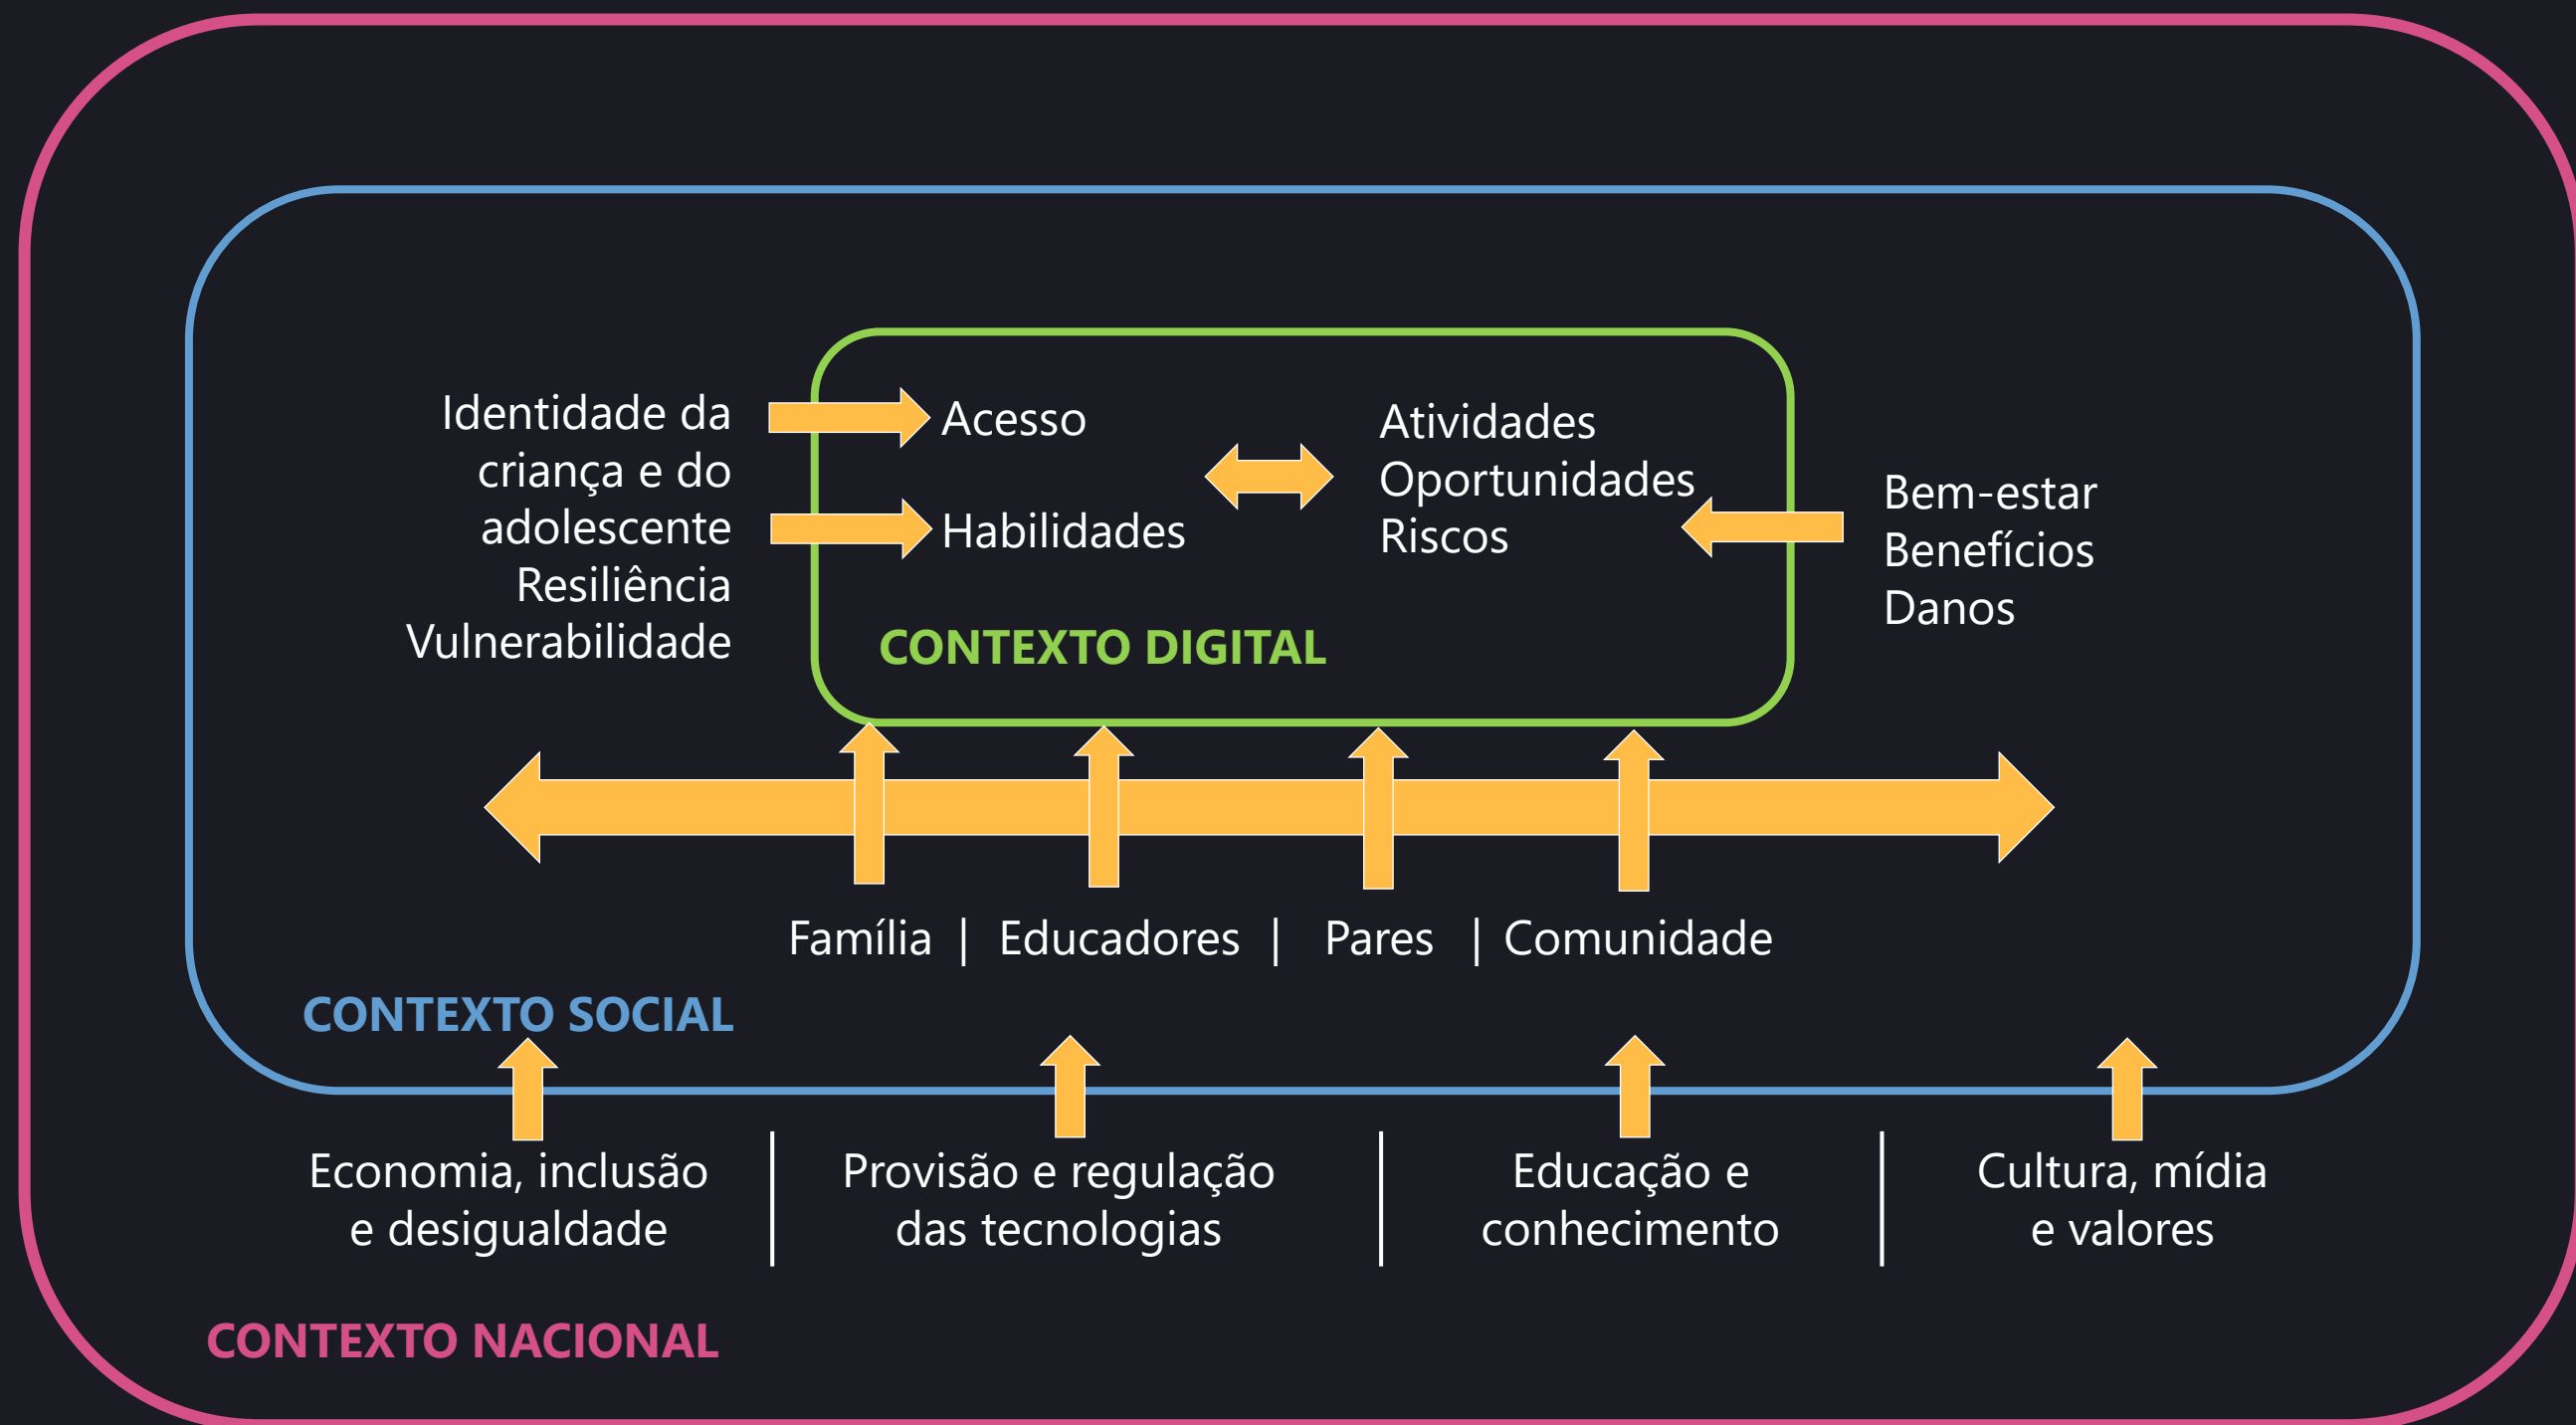 Identidade da
criança e do
adolescente
Resiliência
Vulnerabilidade
Acesso
Habilidades
Atividades
Oportunidades
Riscos
Bem-estar
Benefícios
Danos
CONTEXTO DIGITAL
Família | Educadores | Pares | Comunidade
CONTEXTO SOCIAL
Economia, inclusão
e desigualdade
Provisão e regulação
das tecnologias
Educação e
conhecimento
Cultura, mídia
e valores
CONTEXTO NACIONAL